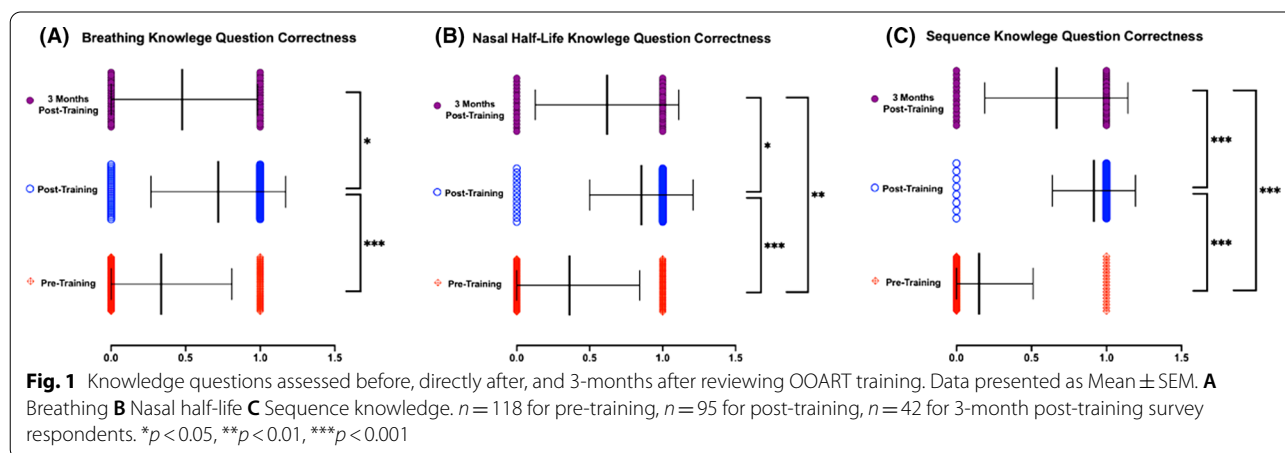 (A) Breathing Knowlege Question Correctness
3 Months
Post-Training
Post-Training
Pre-Training
*
***
0.0 0.5 1.0 1.5
(B) Nasal Half-Life Knowlege Question Correctness
3 Months
Post-Training
Post-Training
Pre-Training
*
**
***
0.0 0.5 1.0 1.5
(C) Sequence Knowlege Question Correctness
3 Months
Post-Training
Post-Training
Pre-Training
***
***
***
0.0 0.5 1.0 1.5
Fig. 1 Knowledge questions assessed before, directly after, and 3-months after reviewing OOART training. Data presented as Mean ± SEM. A
Breathing B Nasal half-life C Sequence knowledge. n = 118 for pre-training, n = 95 for post-training, n = 42 for 3-month post-training survey
respondents. *p < 0.05, **p < 0.01, ***p < 0.001